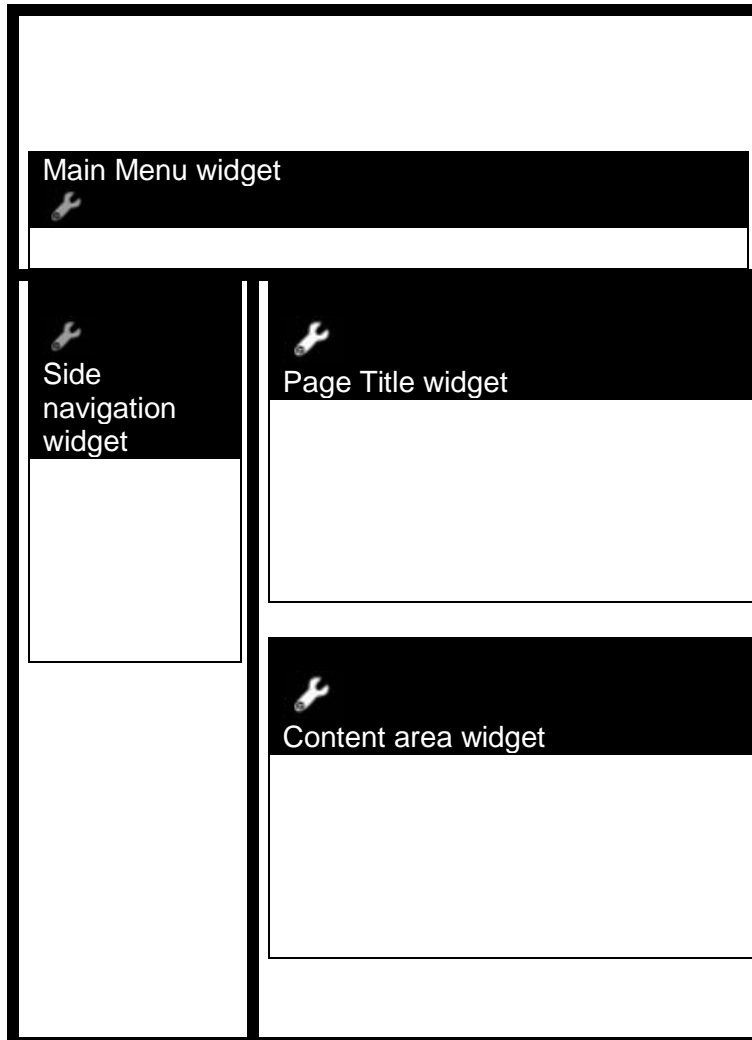 Main Menu widget
Side
navigation
widget
Page Title widget
Content area widget